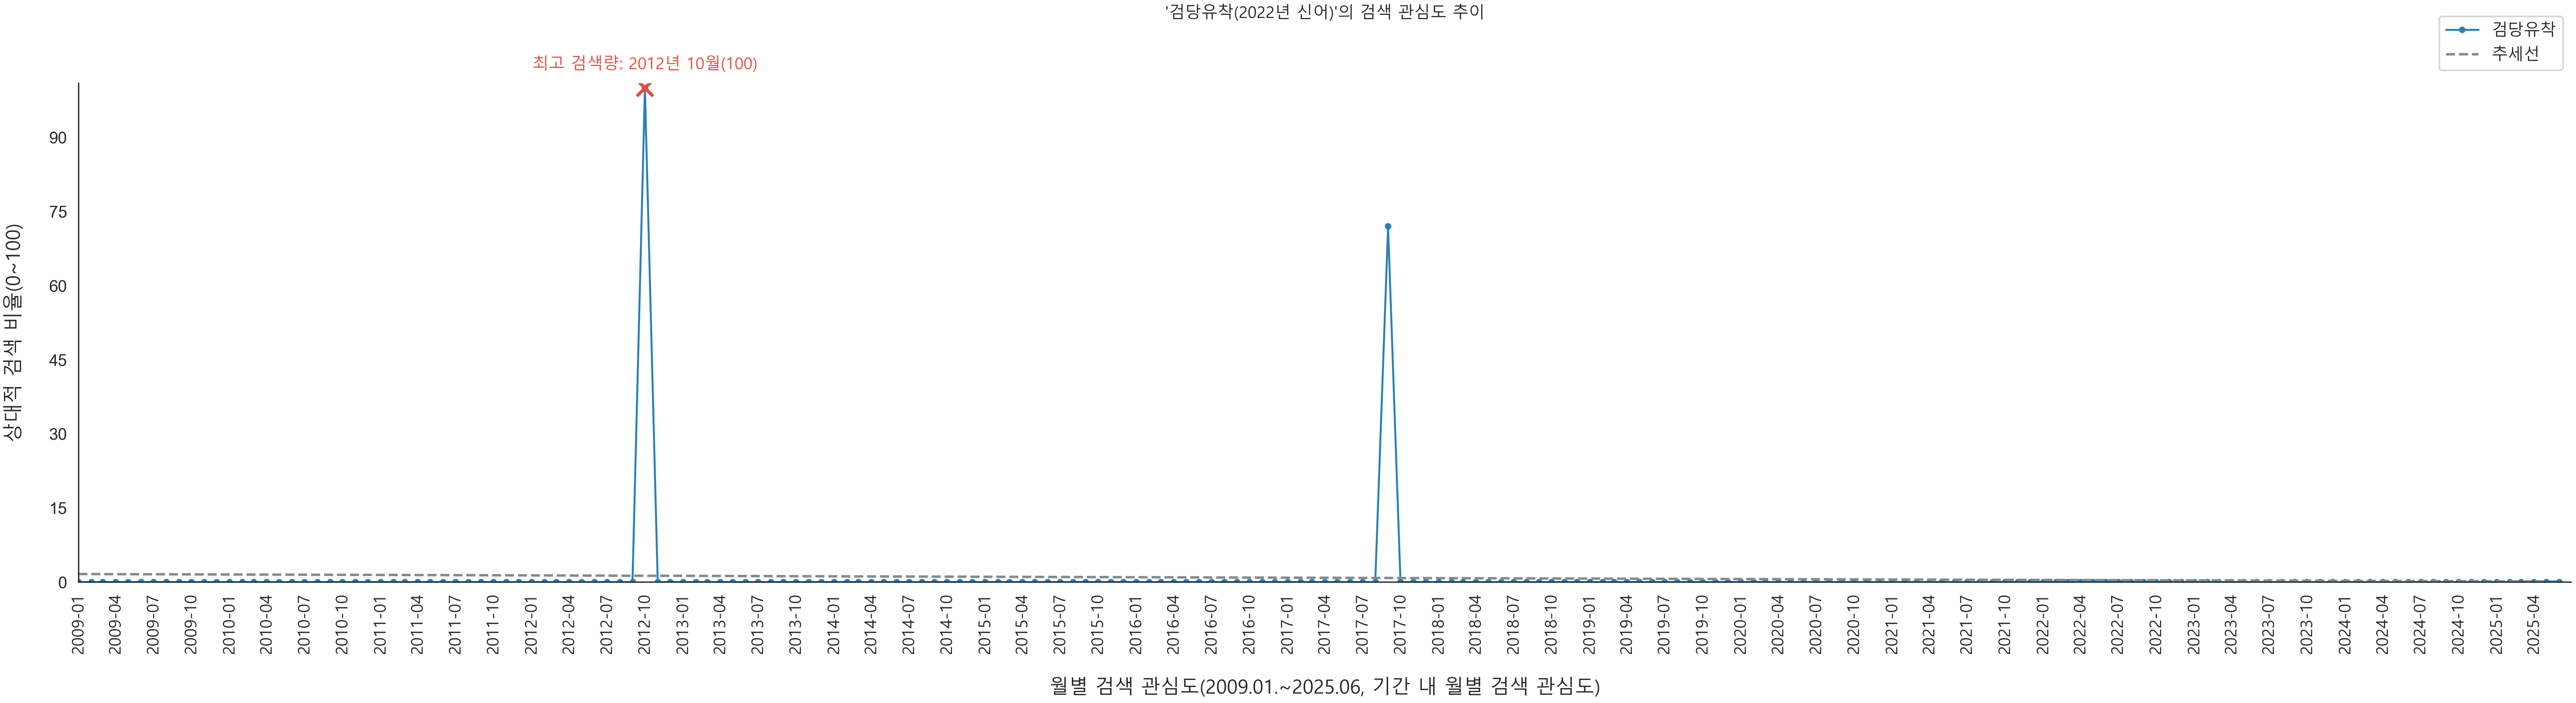 '검당유착(2022년 신어)'의 검색 관심도 추이
검당유착
추세선
최고 검색량: 2012년 10월(100)
상대적 검색 비율(0~100)
90
75
60
45
30
15
0
2009-01 2009-04 2009-07 2009-10 2010-01 2010-04 2010-07 2010-10 2011-01 2011-04 2011-07 2011-10 2012-01 2012-04 2012-07 2012-10 2013-01 2013-04 2013-07 2013-10 2014-01 2014-04 2014-07 2014-10 2015-01 2015-04 2015-07 2015-10 2016-01 2016-04 2016-07 2016-10 2017-01 2017-04 2017-07 2017-10 2018-01 2018-04 2018-07 2018-10 2019-01 2019-04 2019-07 2019-10 2020-01 2020-04 2020-07 2020-10 2021-01 2021-04 2021-07 2021-10 2022-01 2022-04 2022-07 2022-10 2023-01 2023-04 2023-07 2023-10 2024-01 2024-04 2024-07 2024-10 2025-01 2025-04
월별 검색 관심도(2009.01.~2025.06, 기간 내 월별 검색 관심도)